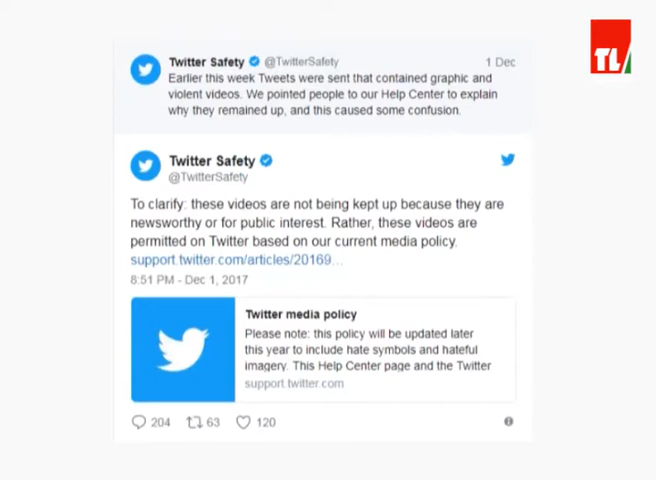 TL/
Twitter Safety @TwitterSafety 1 Dec
Earlier this week Tweets were sent that contained graphic and
violent videos. We pointed people to our Help Center to explain
why they remained up, and this caused some confusion.
Twitter Safety
@TwitterSafety
To clarify: these videos are not being kept up because they are
newsworthy or for public interest. Rather, these videos are
permitted on Twitter based on our current media policy.
support.twitter.com/articles/20169...
8:51 PM - Dec 1, 2017
Twitter media policy
Please note: this policy will be updated later
this year to include hate symbols and hateful
imagery. This Help Center page and the Twitter
support.twitter.com
204 63 120